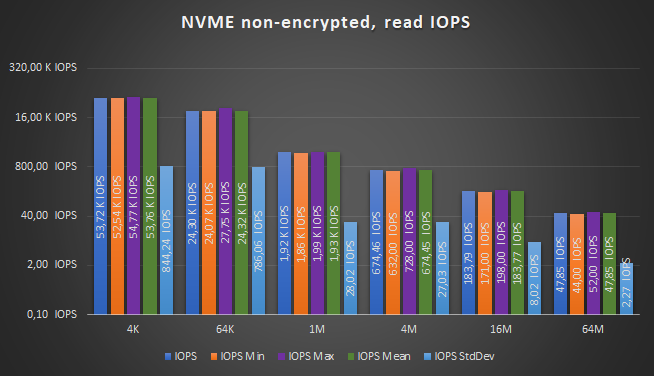 NVME non-encrypted, read IOPS
320,00 K IOPS
16,00 K IOPS
800,00 IOPS
40,00 IOPS
2,00 IOPS
0,10 IOPS
53,72 K IOPS
52,54 K IOPS
54,77 K IOPS
53,76 K IOPS
844,24 IOPS
24,30 K IOPS
24,07 K IOPS
27,75 K IOPS
24,32 K IOPS
786,06 IOPS
1,92 K IOPS
1,86 K IOPS
1,99 K IOPS
1,93 K IOPS
28,02 IOPS
674,46 IOPS
632,00 IOPS
728,00 IOPS
674,45 IOPS
27,03 IOPS
183,79 IOPS
171,00 IOPS
198,00 IOPS
183,77 IOPS
8,02 IOPS
47,85 IOPS
44,00 IOPS
52,00 IOPS
47,85 IOPS
2,27 IOPS
4K 64K 1M 4M 16M 64M
IOPS IOPS Min IOPS Max IOPS Mean IOPS StdDev